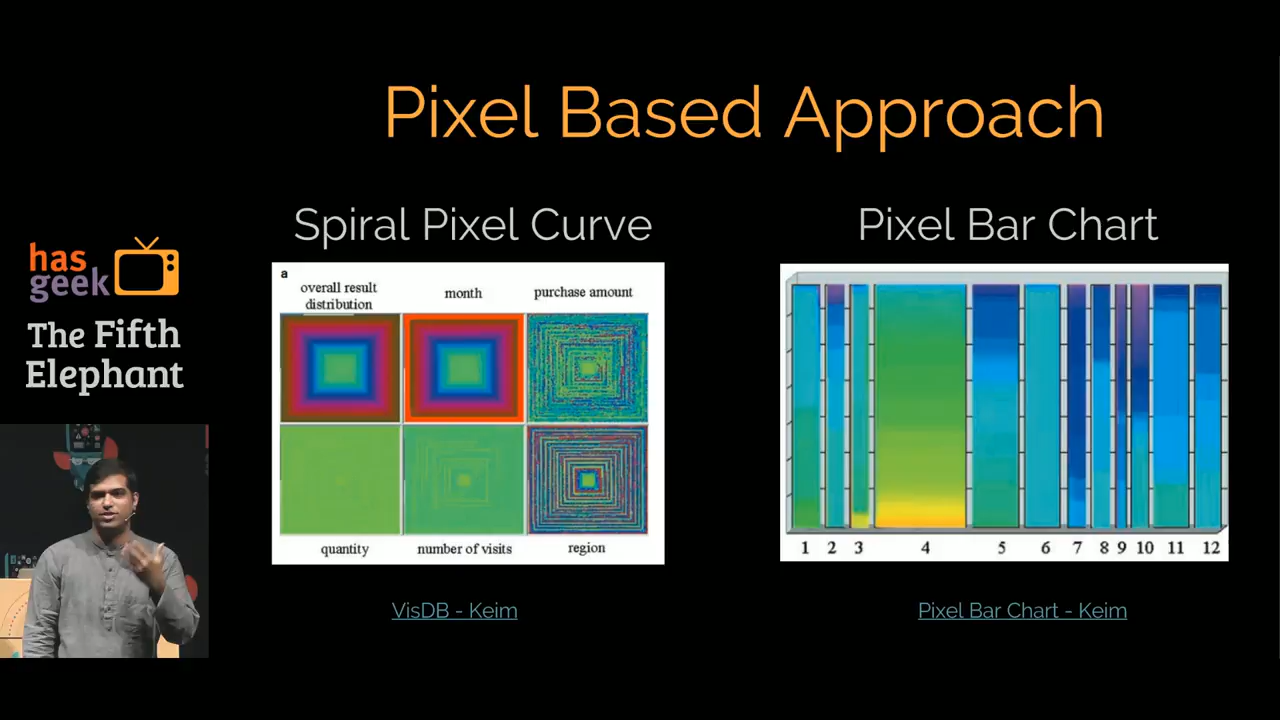 Pixel Based Approach
Spiral Pixel Curve
Pixel Bar Chart
has
geek
The Fifth
Elephant
a
overall result
distribution
month
purchase amount
quantity
number of visits
region
1 2 3 4 5 6 7 8 9 10 11 12
VisDB - Keim
Pixel Bar Chart - Keim